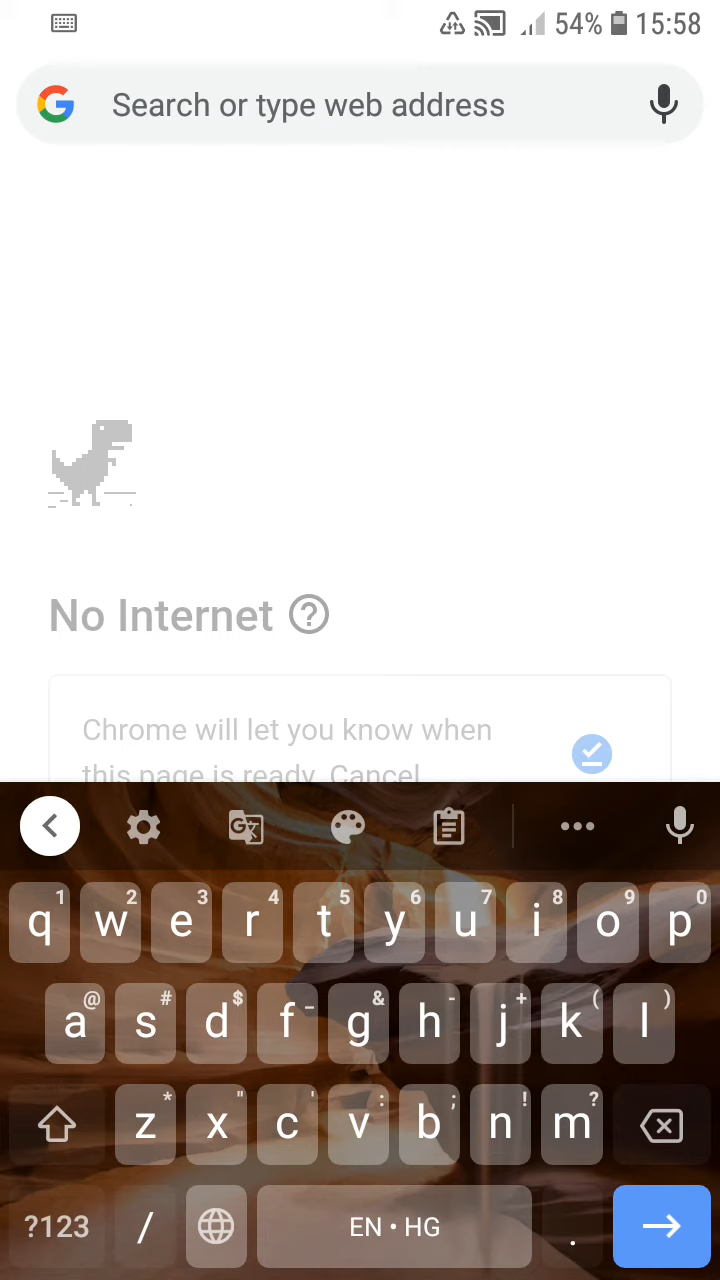 54% 15:58
Search or type web address
No Internet
Chrome will let you know when
this page is ready. Cancel
q1 w2 e3 r4 t5 y6 u7 i8 o9 p0
a@ s# d$ f_ g& h- j+ k( l)
z* x" c' v: b; n! m?
?123 / EN • HG .